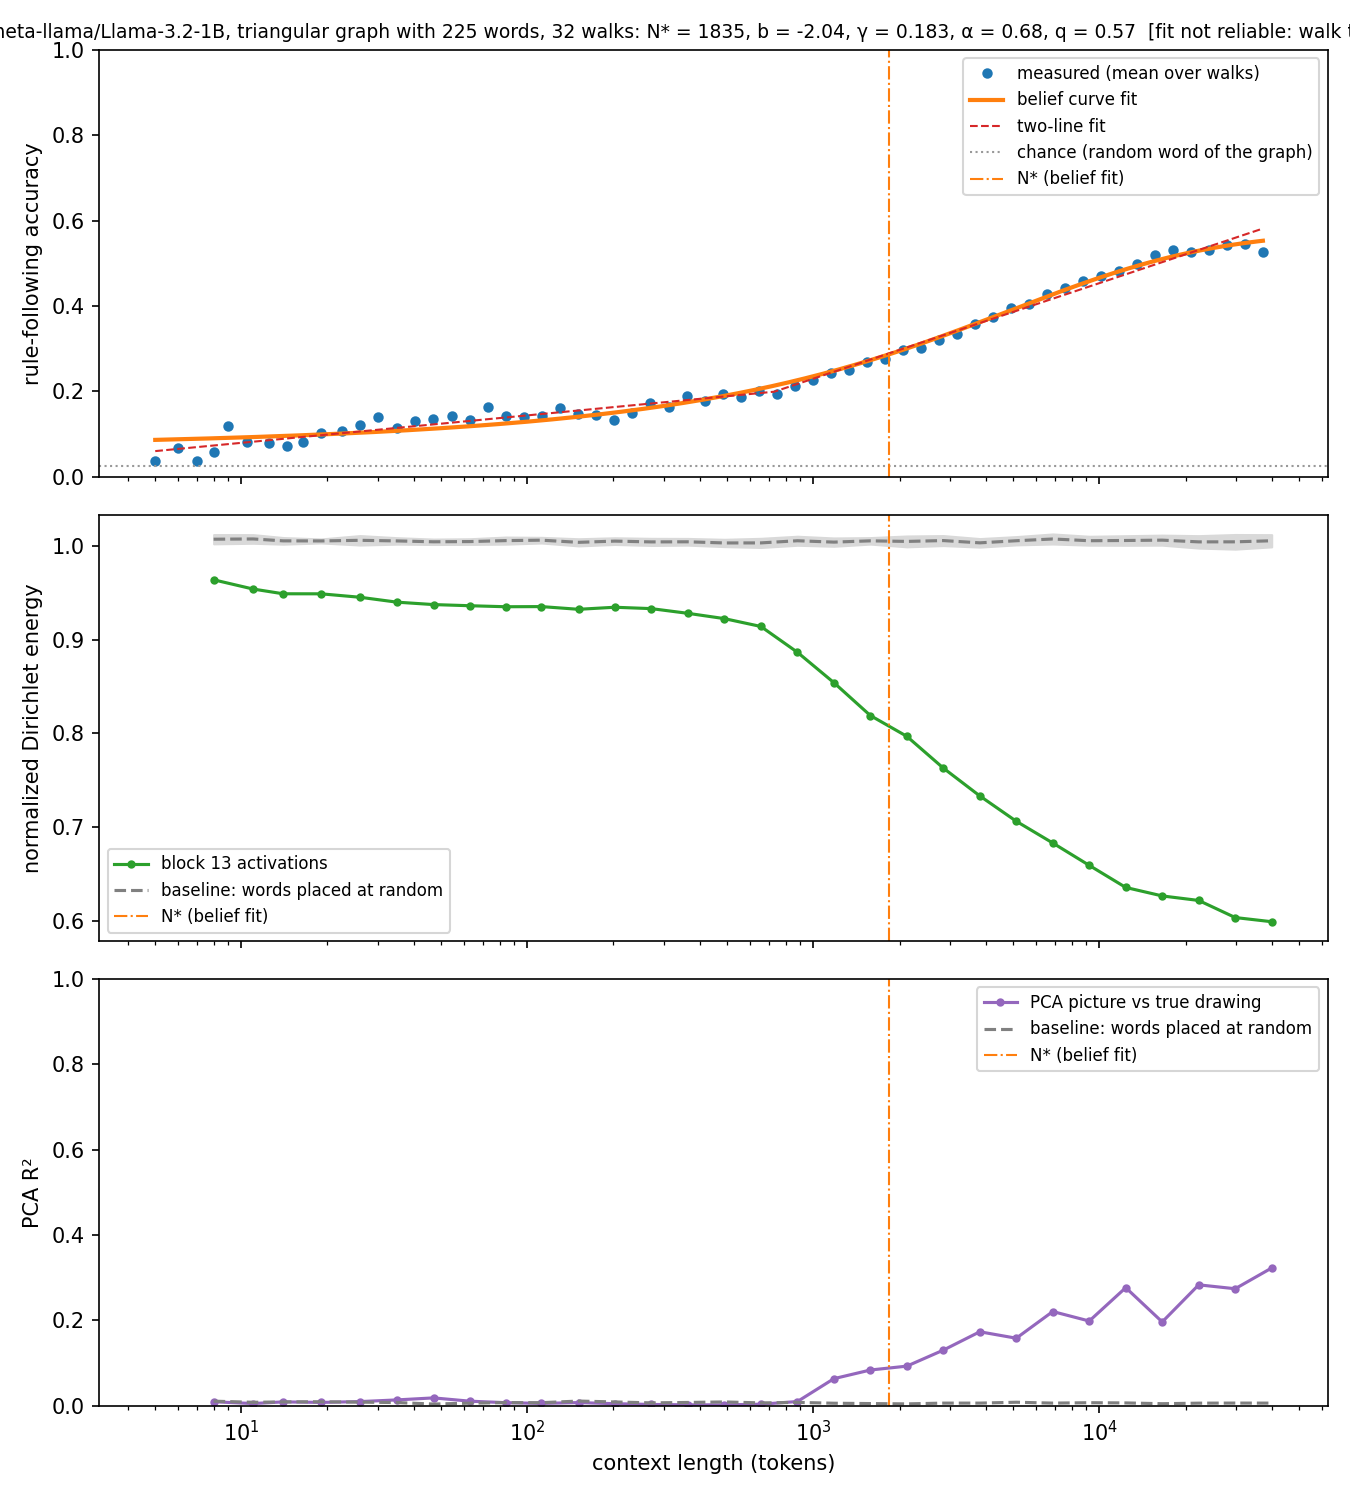 meta-llama/Llama-3.2-1B, triangular graph with 225 words, 32 walks: N* = 1835, b = -2.04, γ = 0.183, α = 0.68, q = 0.57 [fit not reliable: walk
1.0
0.8
0.6
0.4
0.2
0.0
rule-following accuracy
measured (mean over walks)
belief curve fit
two-line fit
chance (random word of the graph)
N* (belief fit)
1.0
0.9
0.8
0.7
0.6
normalized Dirichlet energy
block 13 activations
baseline: words placed at random
N* (belief fit)
1.0
0.8
0.6
0.4
0.2
0.0
PCA R²
PCA picture vs true drawing
baseline: words placed at random
N* (belief fit)
10¹ 10² 10³ 10⁴
context length (tokens)